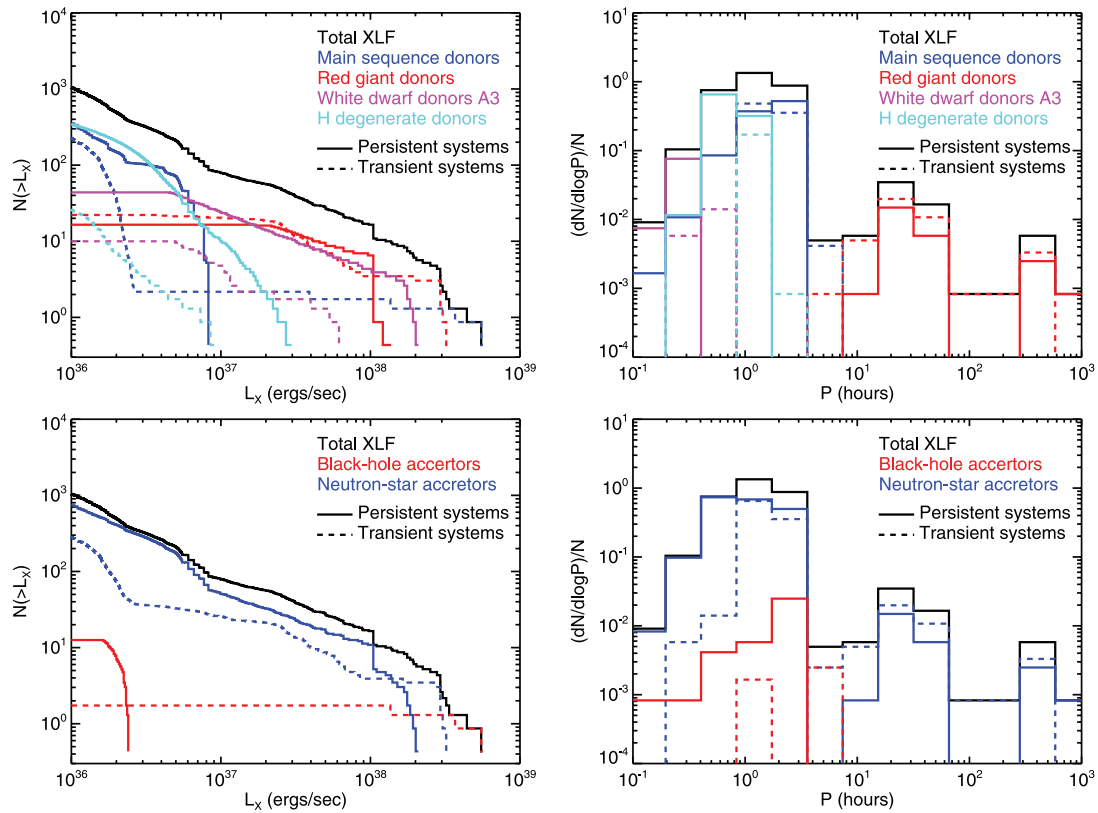 Total XLF
Main sequence donors
Red giant donors
White dwarf donors A3
H degenerate donors
Persistent systems
Transient systems
N(>L_X)
10^4
10^3
10^2
10^1
10^0
10^36
10^37
10^38
10^39
L_X (ergs/sec)
Total XLF
Main sequence donors
Red giant donors
White dwarf donors A3
H degenerate donors
Persistent systems
Transient systems
(dN/dlogP)/N
10^1
10^0
10^-1
10^-2
10^-3
10^-4
10^-1
10^0
10^1
10^2
10^3
P (hours)
Total XLF
Black-hole accertors
Neutron-star accretors
Persistent systems
Transient systems
N(>L_X)
10^4
10^3
10^2
10^1
10^0
10^36
10^37
10^38
10^39
L_X (ergs/sec)
Total XLF
Black-hole accertors
Neutron-star accretors
Persistent systems
Transient systems
(dN/dlogP)/N
10^1
10^0
10^-1
10^-2
10^-3
10^-4
10^-1
10^0
10^1
10^2
10^3
P (hours)